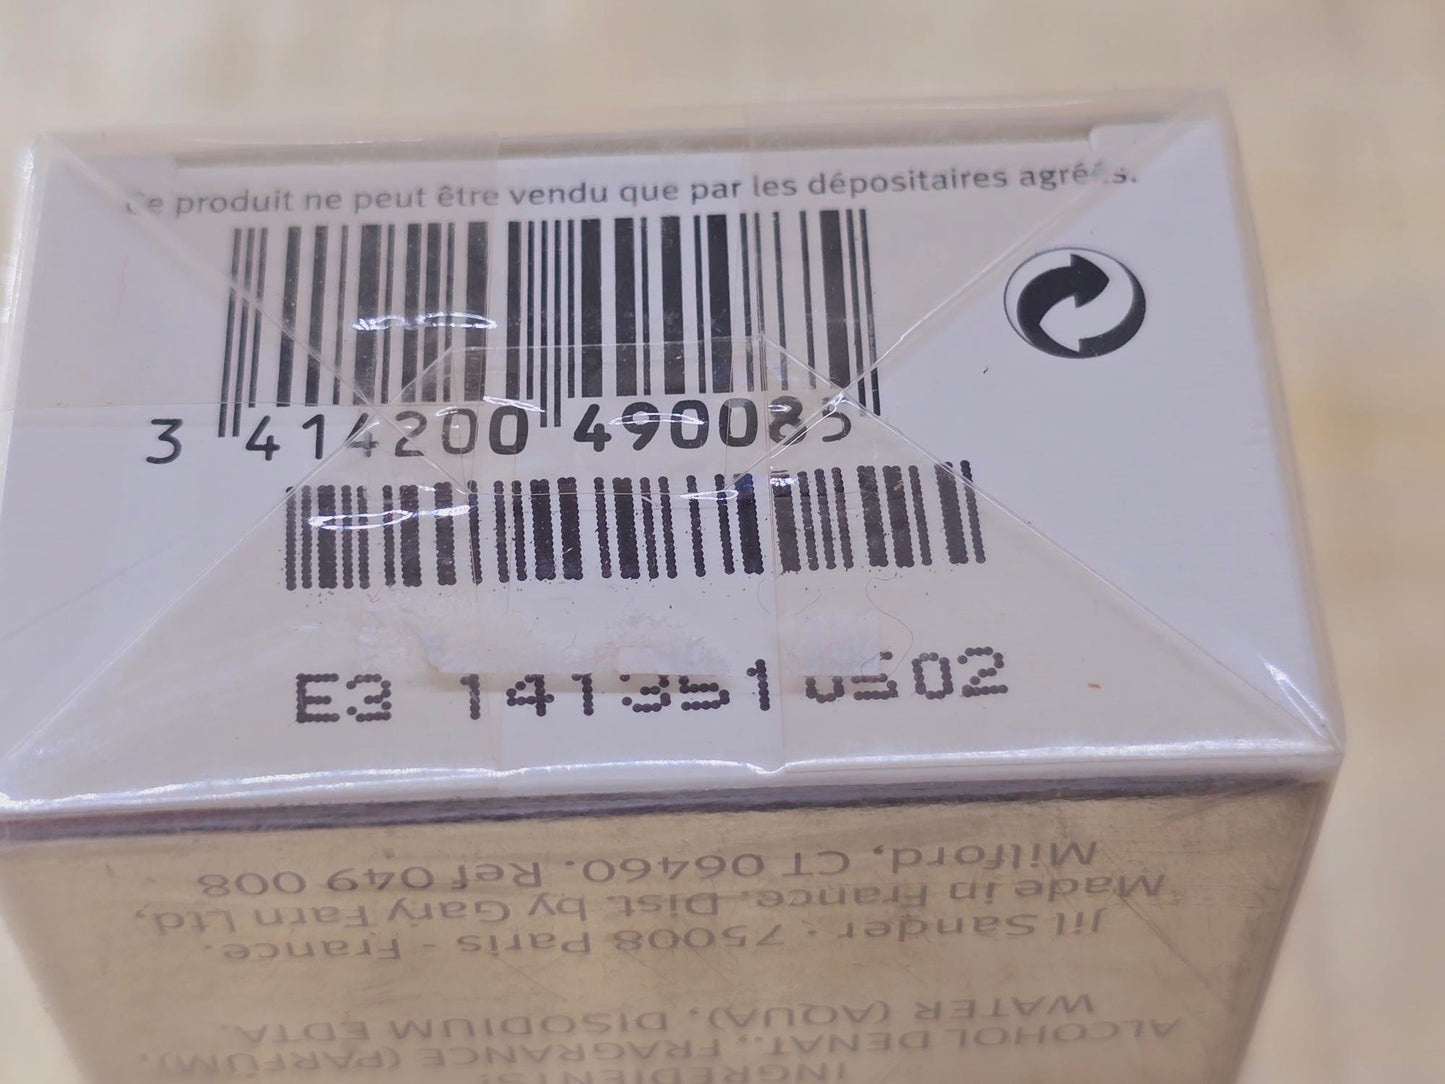 Ce produit ne peut être vendu que par les dépositaires agréés.
3 414200 490085
E3 1413510502
INGREDIENTS:
ALCOHOL DENAT., FRAGRANCE (PARFUM),
WATER (AQUA), DISODIUM EDTA.
Jil Sander · 75008 Paris - France.
Made in France. Dist. by Gary Farn Ltd,
Milford, CT 06460. Ref 049 008